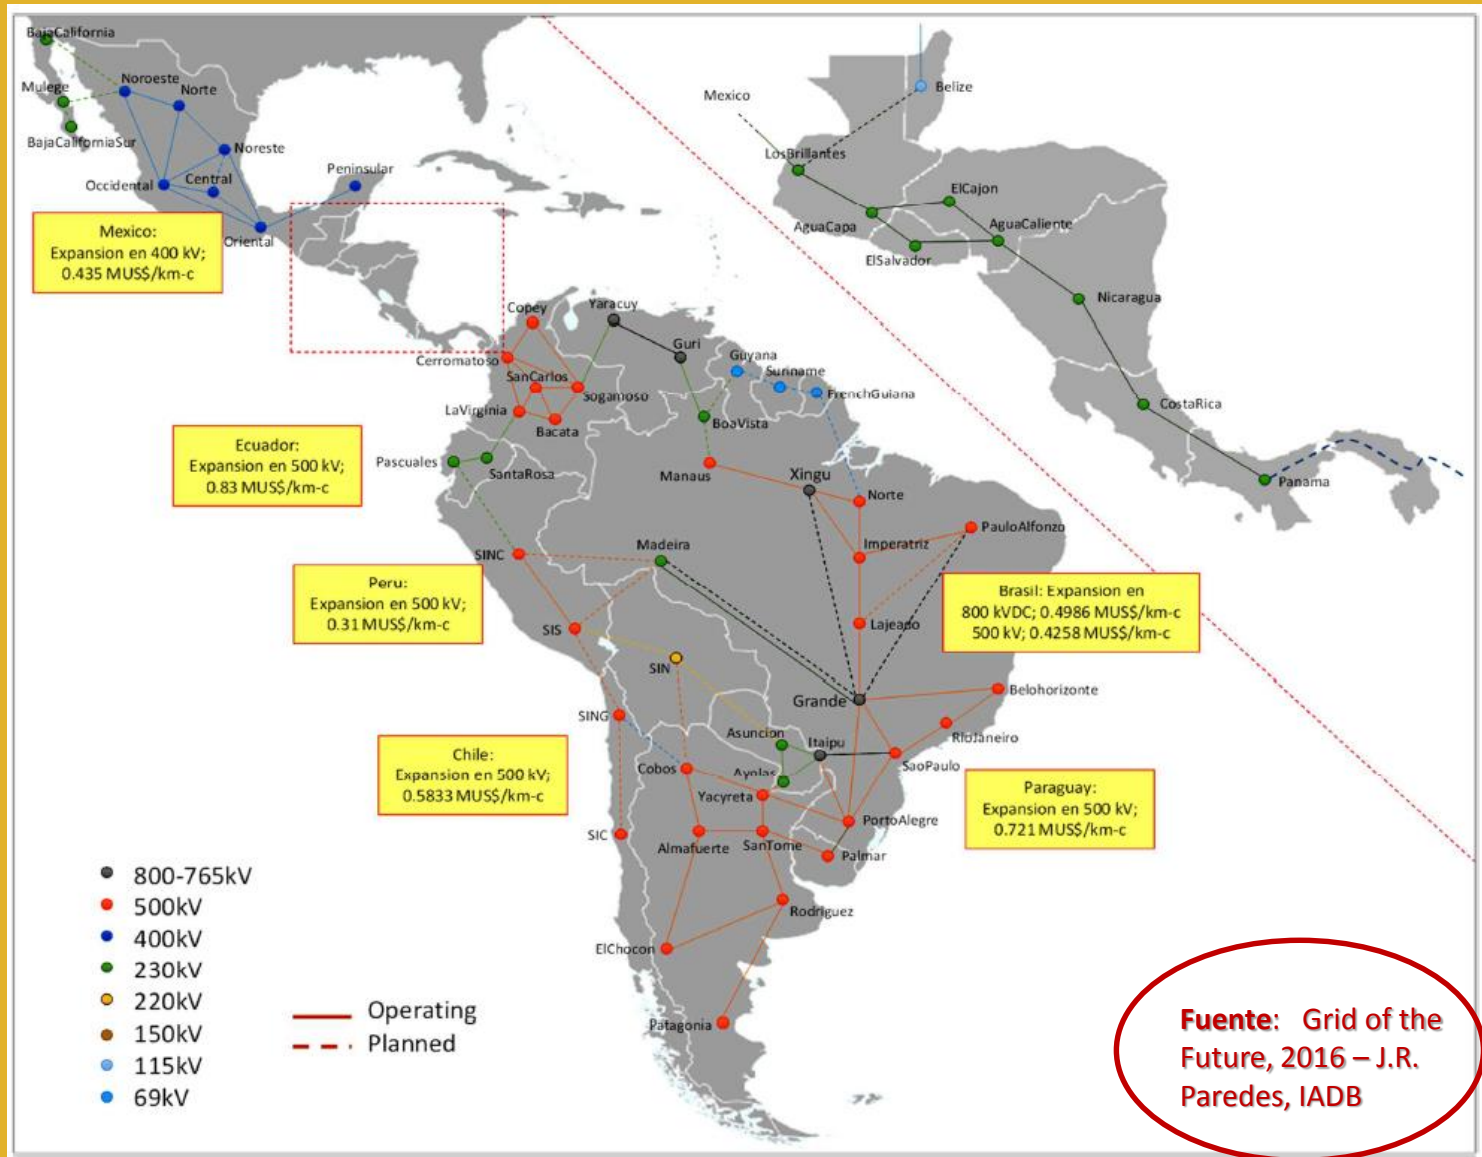 BajaCalifornia
Noroeste
Mulege
Norte
BajaCaliforniaSur
Noreste
Occidental
Central
Peninsular
Oriental
Mexico:
Expansion en 400 kV;
0.435 MUS$/km-c
Mexico
Belize
LosBrillantes
ElCajon
AguaCapa
AguaCaliente
ElSalvador
Nicaragua
CostaRica
Panama
Copey
Yaracuy
Cerromatoso
Guri
Guyana
SanCarlos
Suriname
Sogamoso
FrenchGuiana
LaVirginia
Bacata
BoaVista
Ecuador:
Expansion en 500 kV;
0.83 MUS$/km-c
Pascuales
SantaRosa
Manaus
Xingu
Norte
PauloAlfonzo
SINC
Madeira
Imperatriz
Peru:
Expansion en 500 kV;
0.31 MUS$/km-c
Brasil: Expansion en
800 kVDC; 0.4986 MUS$/km-c
500 kV; 0.4258 MUS$/km-c
SIS
Lajeado
SIN
Grande
Belohorizonte
SING
Asuncion
Itaipu
RioJaneiro
SaoPaulo
Chile:
Expansion en 500 kV;
0.5833 MUS$/km-c
Cobos
Ayolas
Yacyreta
Paraguay:
Expansion en 500 kV;
0.721 MUS$/km-c
PortoAlegre
SIC
Almafuerte
SanTome
Palmar
Rodriguez
ElChocon
Patagonia
800-765kV
500kV
400kV
230kV
220kV
150kV
115kV
69kV
Operating
Planned
Fuente: Grid of the
Future, 2016 – J.R.
Paredes, IADB